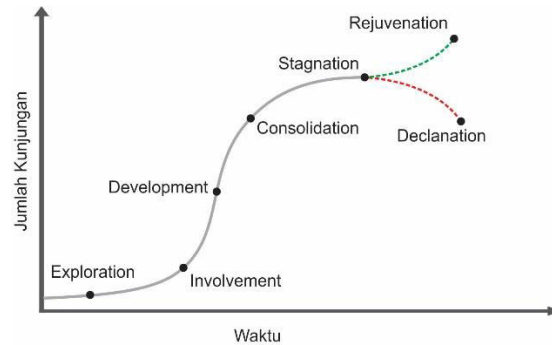 Rejuvenation
Stagnation
Consolidation
Declanation
Development
Exploration
Involvement
Jumlah Kunjungan
Waktu